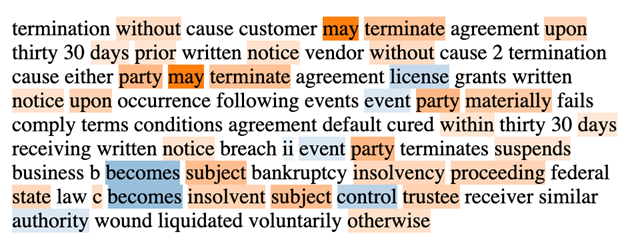 termination without cause customer may terminate agreement upon
thirty 30 days prior written notice vendor without cause 2 termination
cause either party may terminate agreement license grants written
notice upon occurrence following events event party materially fails
comply terms conditions agreement default cured within thirty 30 days
receiving written notice breach ii event party terminates suspends
business b becomes subject bankruptcy insolvency proceeding federal
state law c becomes insolvent subject control trustee receiver similar
authority wound liquidated voluntarily otherwise